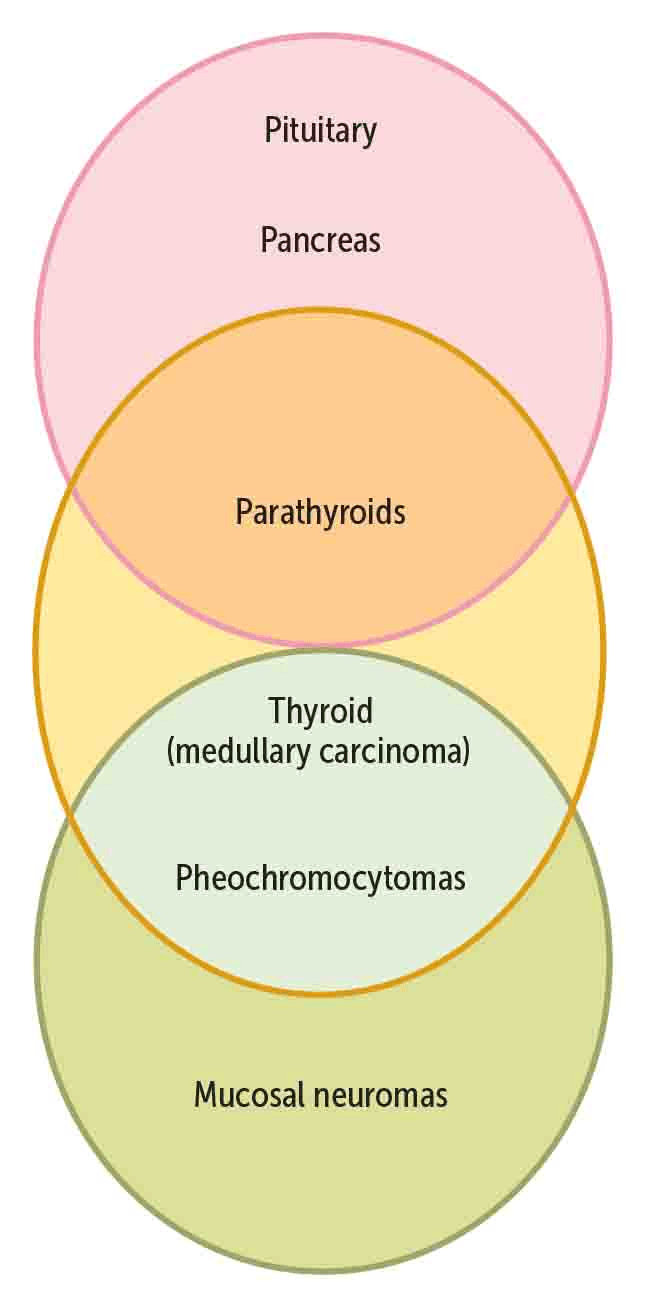 Pituitary
Pancreas
Parathyroids
Thyroid
(medullary carcinoma)
Pheochromocytomas
Mucosal neuromas